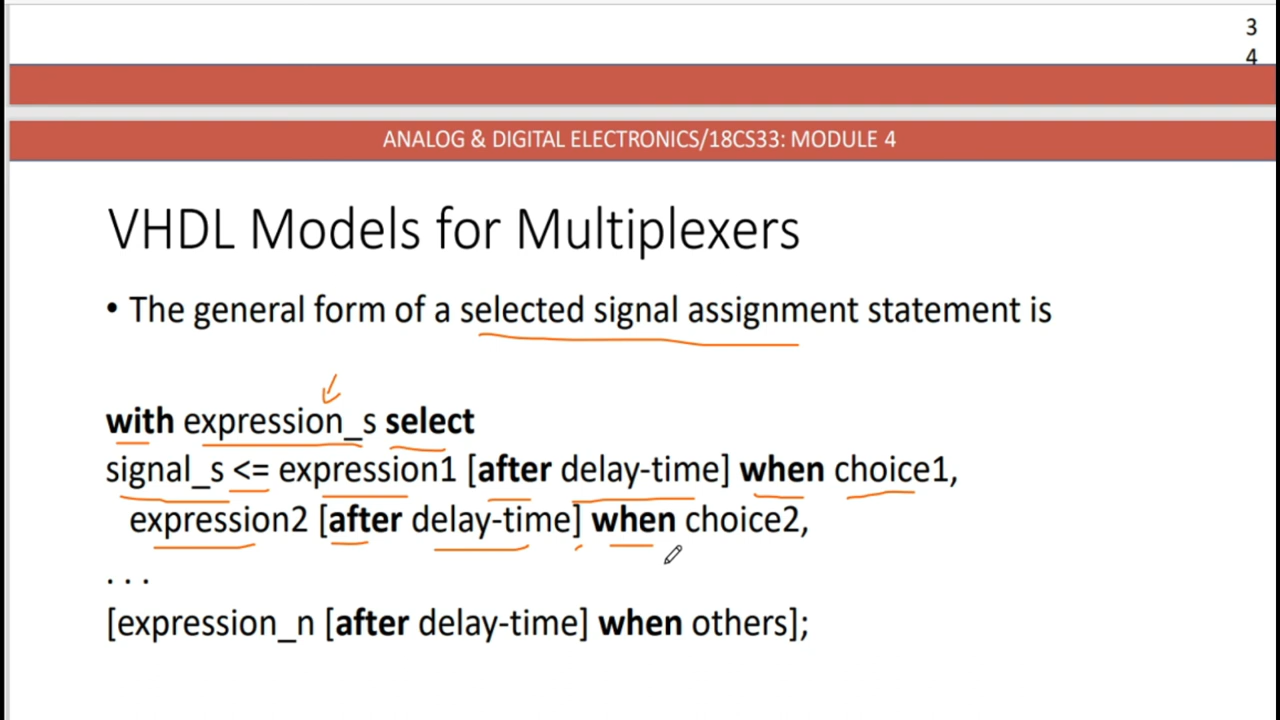 3
4
ANALOG & DIGITAL ELECTRONICS/18CS33: MODULE 4
VHDL Models for Multiplexers
• The general form of a selected signal assignment statement is
with expression_s select
signal_s <= expression1 [after delay-time] when choice1,
expression2 [after delay-time] when choice2,
. . .
[expression_n [after delay-time] when others];